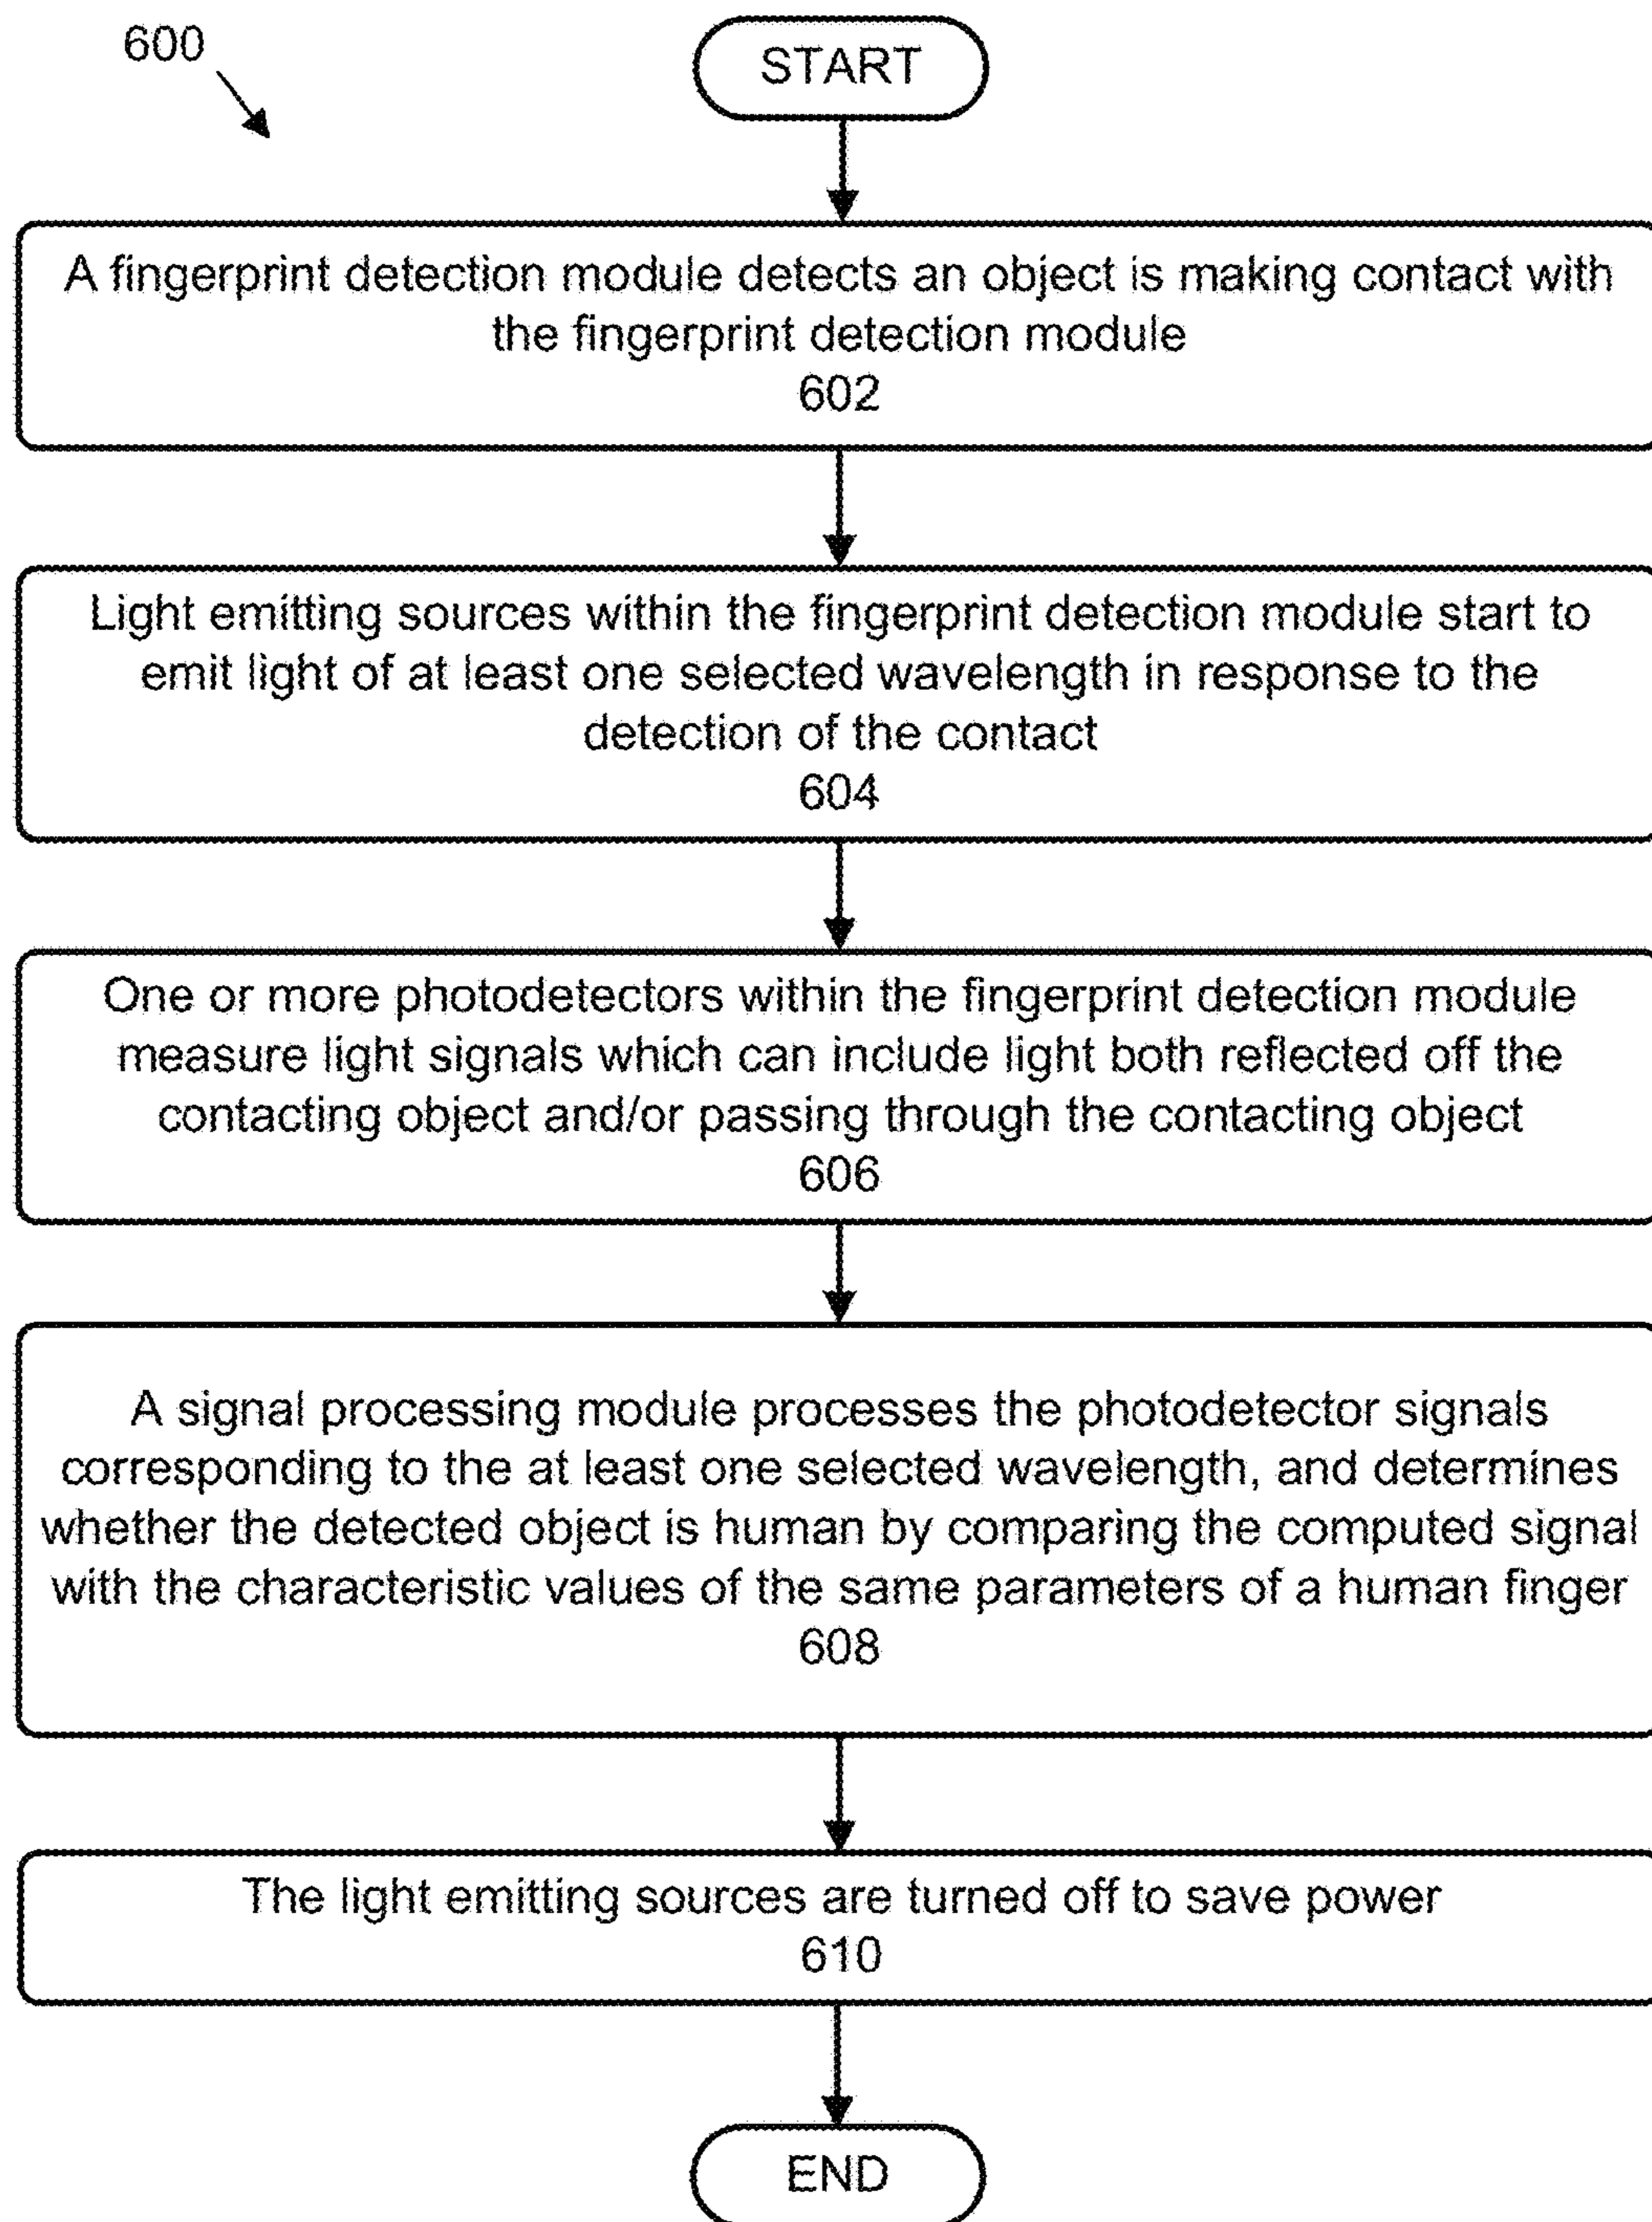 600
START
A fingerprint detection module detects an object is making contact with
the fingerprint detection module
602
Light emitting sources within the fingerprint detection module start to
emit light of at least one selected wavelength in response to the
detection of the contact
604
One or more photodetectors within the fingerprint detection module
measure light signals which can include light both reflected off the
contacting object and/or passing through the contacting object
606
A signal processing module processes the photodetector signals
corresponding to the at least one selected wavelength, and determines
whether the detected object is human by comparing the computed signal
with the characteristic values of the same parameters of a human finger
608
The light emitting sources are turned off to save power
610
END